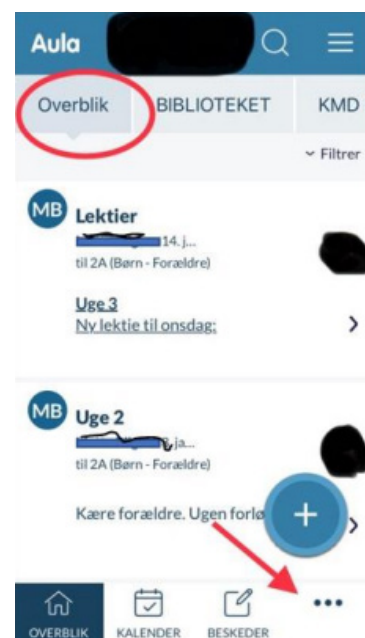 Aula
Overblik BIBLIOTEKET KMD
Filtrer
MB Lektier
14. j...
til 2A (Børn - Forældre)
Uge 3
Ny lektie til onsdag:
MB Uge 2
ja...
til 2A (Børn - Forældre)
Kære forældre. Ugen forlø
OVERBLIK KALENDER BESKEDER